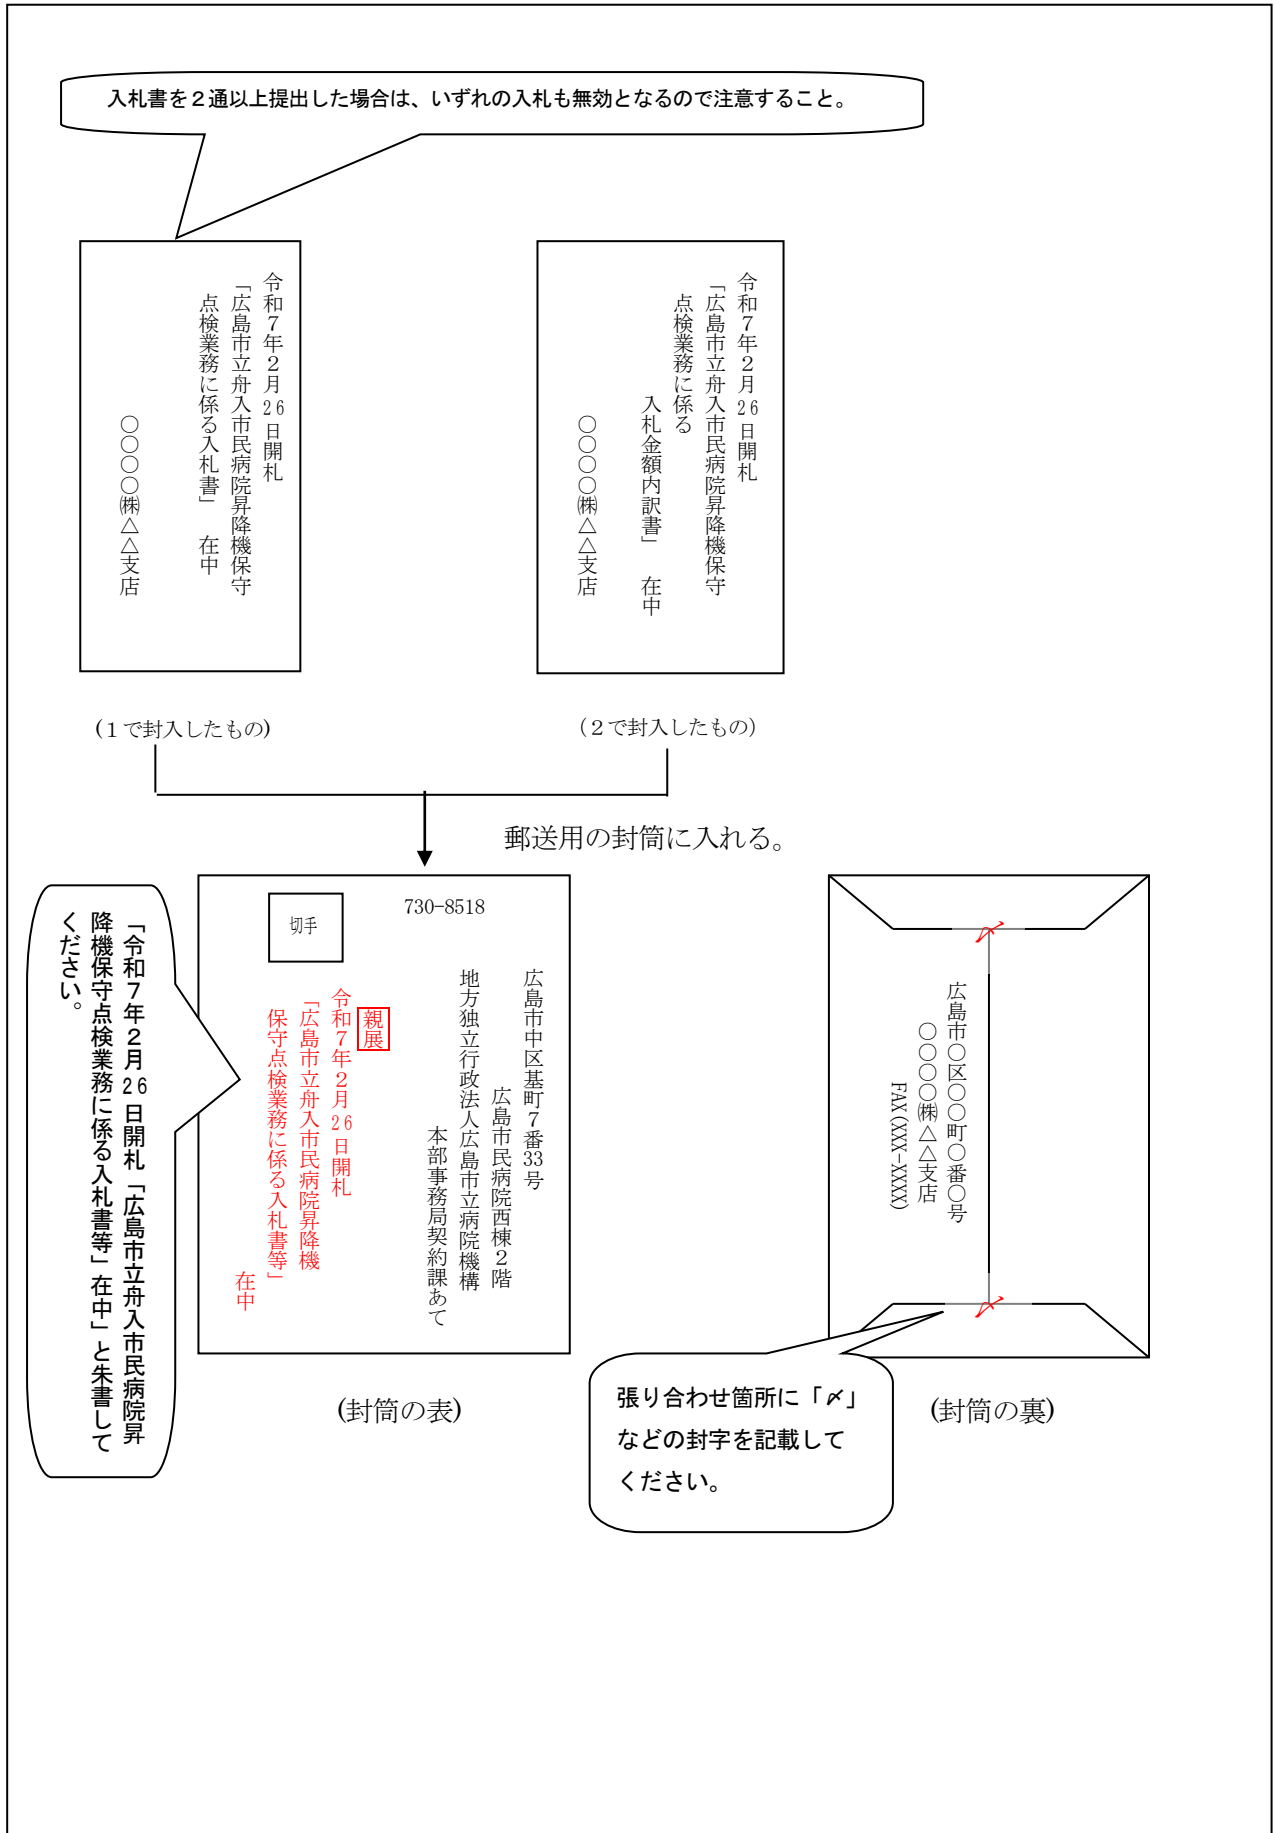 入札書を２通以上提出した場合は、いずれの入札も無効となるので注意すること。
令和７年２月26日開札
「広島市立舟入市民病院昇降機保守
点検業務に係る入札書」　在中
○○○○㈱△△支店
令和７年２月26日開札
「広島市立舟入市民病院昇降機保守
点検業務に係る
入札金額内訳書」　在中
○○○○㈱△△支店
(１で封入したもの)
(２で封入したもの)
郵送用の封筒に入れる。
「令和７年２月26日開札「広島市立舟入市民病院昇
降機保守点検業務に係る入札書等」在中」と朱書して
ください。
切手
730-8518
広島市中区基町７番33号
広島市民病院西棟２階
地方独立行政法人広島市立病院機構
本部事務局契約課あて
親展
令和７年２月26日開札
「広島市立舟入市民病院昇降機
保守点検業務に係る入札書等」
在中
(封筒の表)
〆
広島市○区○○町○番○号
○○○○㈱△△支店
FAX(XXX-XXXX)
〆
張り合わせ箇所に「〆」
などの封字を記載して
ください。
(封筒の裏)